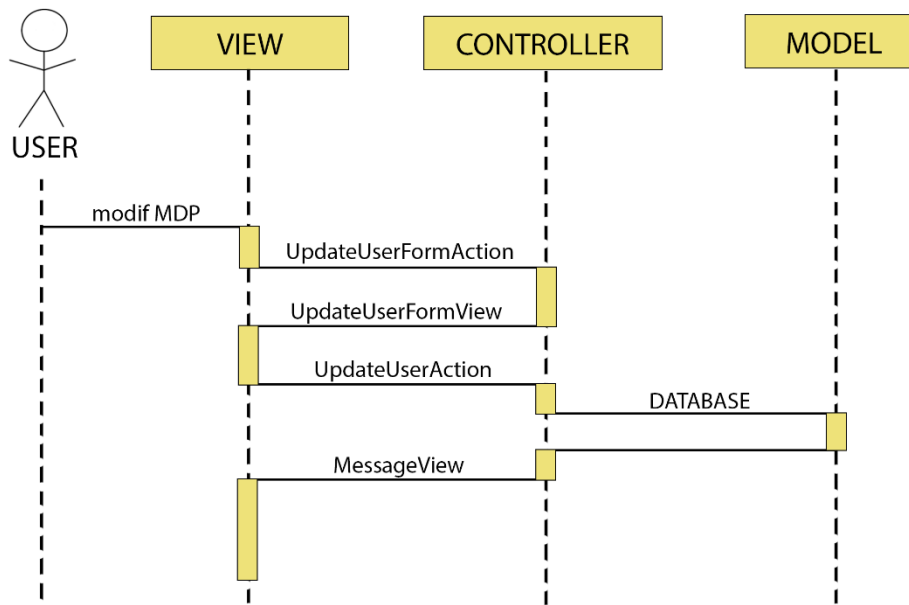 VIEW
CONTROLLER
MODEL
USER
modif MDP
UpdateUserFormAction
UpdateUserFormView
UpdateUserAction
DATABASE
MessageView